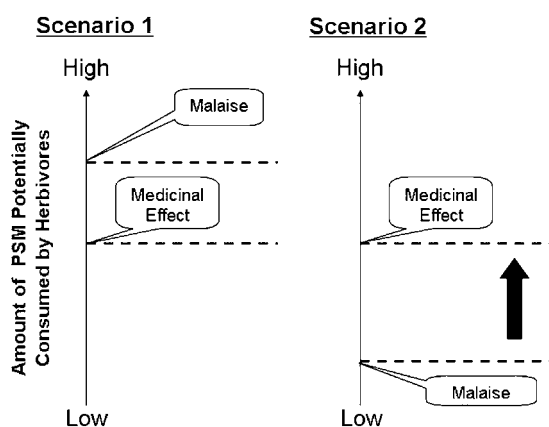 Scenario 1
High
Malaise
Medicinal
Effect
Low
Amount of PSM Potentially
Consumed by Herbivores
Scenario 2
High
Medicinal
Effect
Malaise
Low